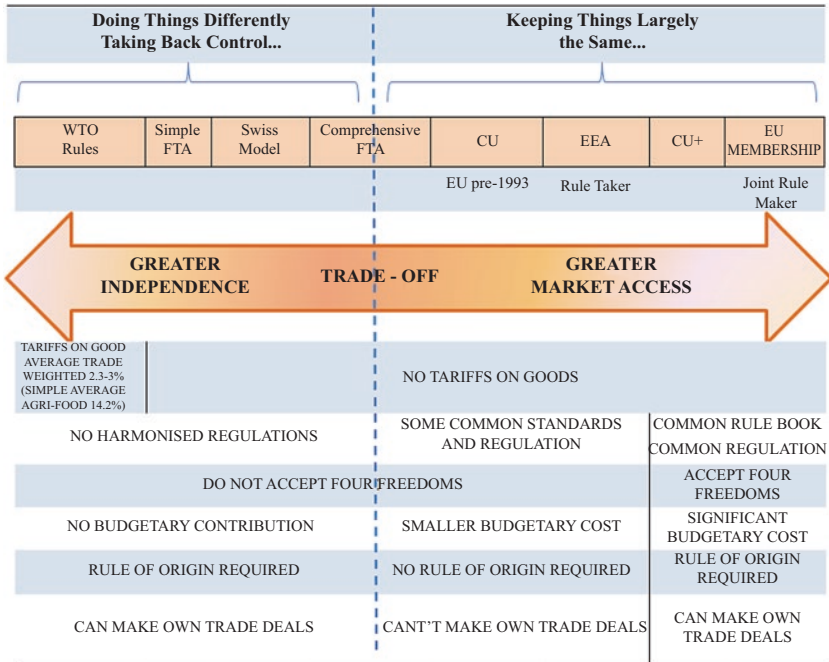 Doing Things Differently
Taking Back Control...
Keeping Things Largely
the Same...
WTO
Rules
Simple
FTA
Swiss
Model
Comprehensive
FTA
CU
EEA
CU+
EU
MEMBERSHIP
EU pre-1993
Rule Taker
Joint Rule
Maker
GREATER
INDEPENDENCE
TRADE - OFF
GREATER
MARKET ACCESS
TARIFFS ON GOOD
AVERAGE TRADE
WEIGHTED 2.3-3%
(SIMPLE AVERAGE
AGRI-FOOD 14.2%)
NO TARIFFS ON GOODS
NO HARMONISED REGULATIONS
SOME COMMON STANDARDS
AND REGULATION
COMMON RULE BOOK
COMMON REGULATION
DO NOT ACCEPT FOUR FREEDOMS
ACCEPT FOUR
FREEDOMS
NO BUDGETARY CONTRIBUTION
SMALLER BUDGETARY COST
SIGNIFICANT
BUDGETARY COST
RULE OF ORIGIN REQUIRED
NO RULE OF ORIGIN REQUIRED
RULE OF ORIGIN
REQUIRED
CAN MAKE OWN TRADE DEALS
CANT'T MAKE OWN TRADE DEALS
CAN MAKE OWN
TRADE DEALS